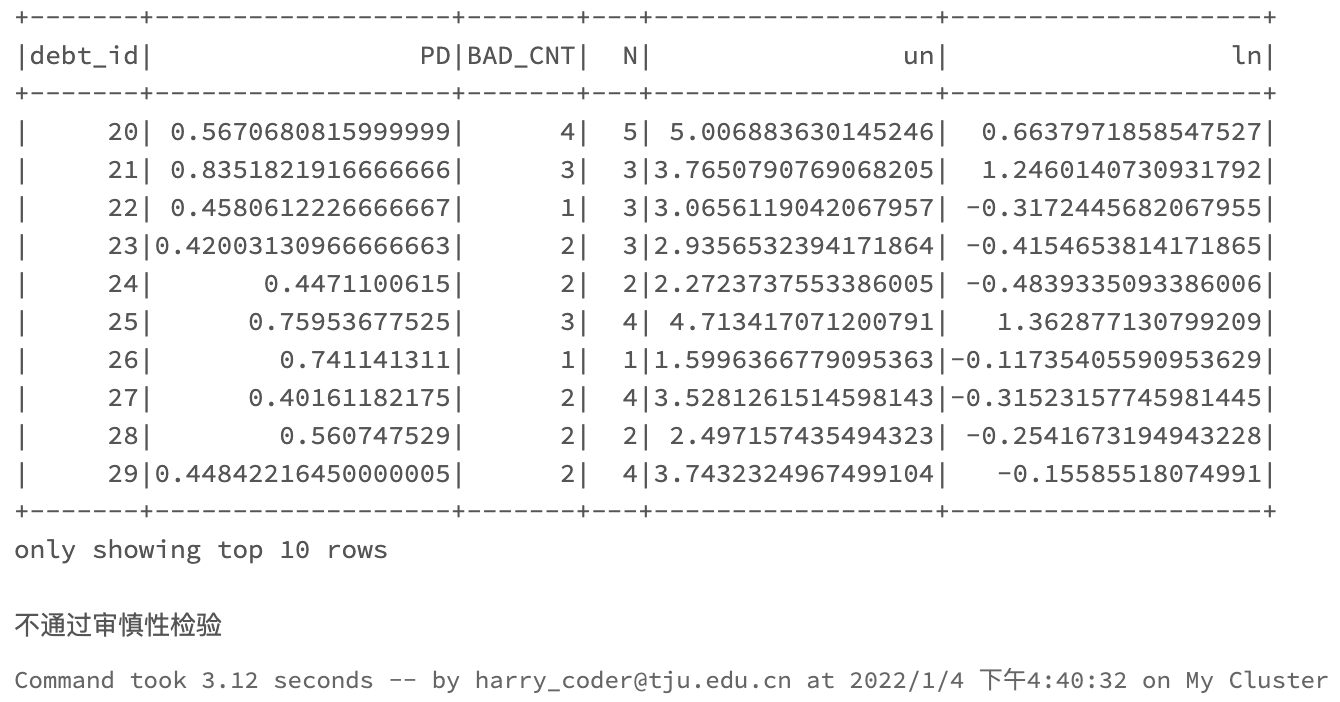 +-------+-------------------+-------+---+------------------+--------------------+
|debt_id|                 PD|BAD_CNT|  N|                un|                  ln|
+-------+-------------------+-------+---+------------------+--------------------+
|     20| 0.5670680815999999|      4|  5| 5.006883630145246|  0.6637971858547527|
|     21| 0.8351821916666666|      3|  3|3.7650790769068205|  1.2460140730931792|
|     22| 0.4580612226666667|      1|  3|3.0656119042067957| -0.3172445682067955|
|     23|0.42003130966666663|      2|  3|2.9356532394171864| -0.4154653814171865|
|     24|       0.4471100615|      2|  2|2.2723737553386005| -0.4839335093386006|
|     25|      0.75953677525|      3|  4| 4.713417071200791|   1.362877130799209|
|     26|        0.741141311|      1|  1|1.5996366779095363|-0.11735405590953629|
|     27|      0.40161182175|      2|  4|3.5281261514598143|-0.31523157745981445|
|     28|        0.560747529|      2|  2| 2.497157435494323| -0.2541673194943228|
|     29|0.44842216450000005|      2|  4|3.7432324967499104|   -0.15585518074991|
+-------+-------------------+-------+---+------------------+--------------------+
only showing top 10 rows
不通过审慎性检验
Command took 3.12 seconds -- by harry_coder@tju.edu.cn at 2022/1/4 下午4:40:32 on My Cluster